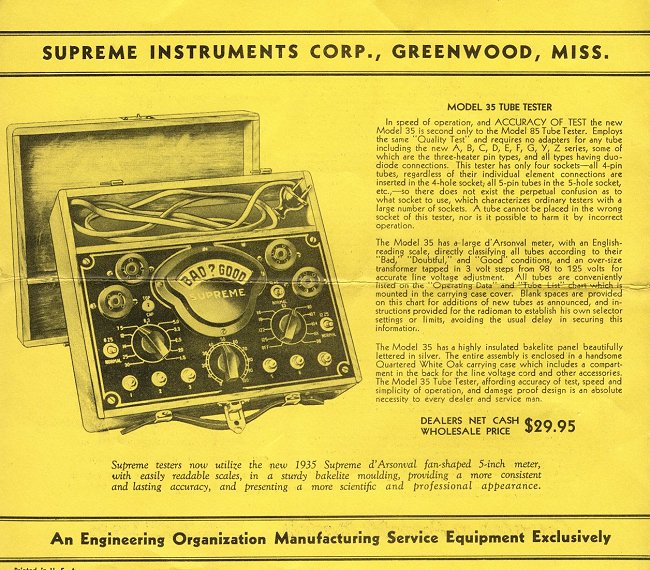 SUPREME INSTRUMENTS CORP., GREENWOOD, MISS.
MODEL 35 TUBE TESTER
In speed of operation, and ACCURACY OF TEST the new
Model 35 is second only to the Model 85 Tube Tester. Employs
the same "Quality Test" and requires no adapters for any tube
including the new A, B, C, D, E, F, G, Y, Z series, some of
which are the three-heater pin types, and all types having duo-
diode connections. This tester has only four sockets—all 4-pin
tubes, regardless of their individual element connections are
inserted in the 4-hole socket; all 5-pin tubes in the 5-hole socket,
etc.,—so there does not exist the perpetual confusion as to
what socket to use, which characterizes ordinary testers with a
large number of sockets. A tube cannot be placed in the wrong
socket of this tester, nor is it possible to harm it by incorrect
operation.
The Model 35 has a large d'Arsonval meter, with an English-
reading scale, directly classifying all tubes according to their
"Bad," "Doubtful," and "Good" conditions, and an over-size
transformer tapped in 3 volt steps from 98 to 125 volts for
accurate line voltage adjustment. All tubes are conveniently
listed on the "Operating Data" and "Tube List" chart which is
mounted in the carrying case cover. Blank spaces are provided
on this chart for additions of new tubes as announced, and in-
structions provided for the radioman to establish his own selector
settings or limits, avoiding the usual delay in securing this
information.
The Model 35 has a highly insulated bakelite panel beautifully
lettered in silver. The entire assembly is enclosed in a handsome
Quartered White Oak carrying case which includes a compart-
ment in the back for the line voltage cord and other accessories.
The Model 35 Tube Tester, affording accuracy of test, speed and
simplicity of operation, and damage proof design is an absolute
necessity to every dealer and service man.
DEALERS NET CASH
WHOLESALE PRICE $29.95
BAD?GOOD
SUPREME
Supreme testers now utilize the new 1935 Supreme d'Arsonval fan-shaped 5-inch meter,
with easily readable scales, in a sturdy bakelite moulding, providing a more consistent
and lasting accuracy, and presenting a more scientific and professional appearance.
An Engineering Organization Manufacturing Service Equipment Exclusively